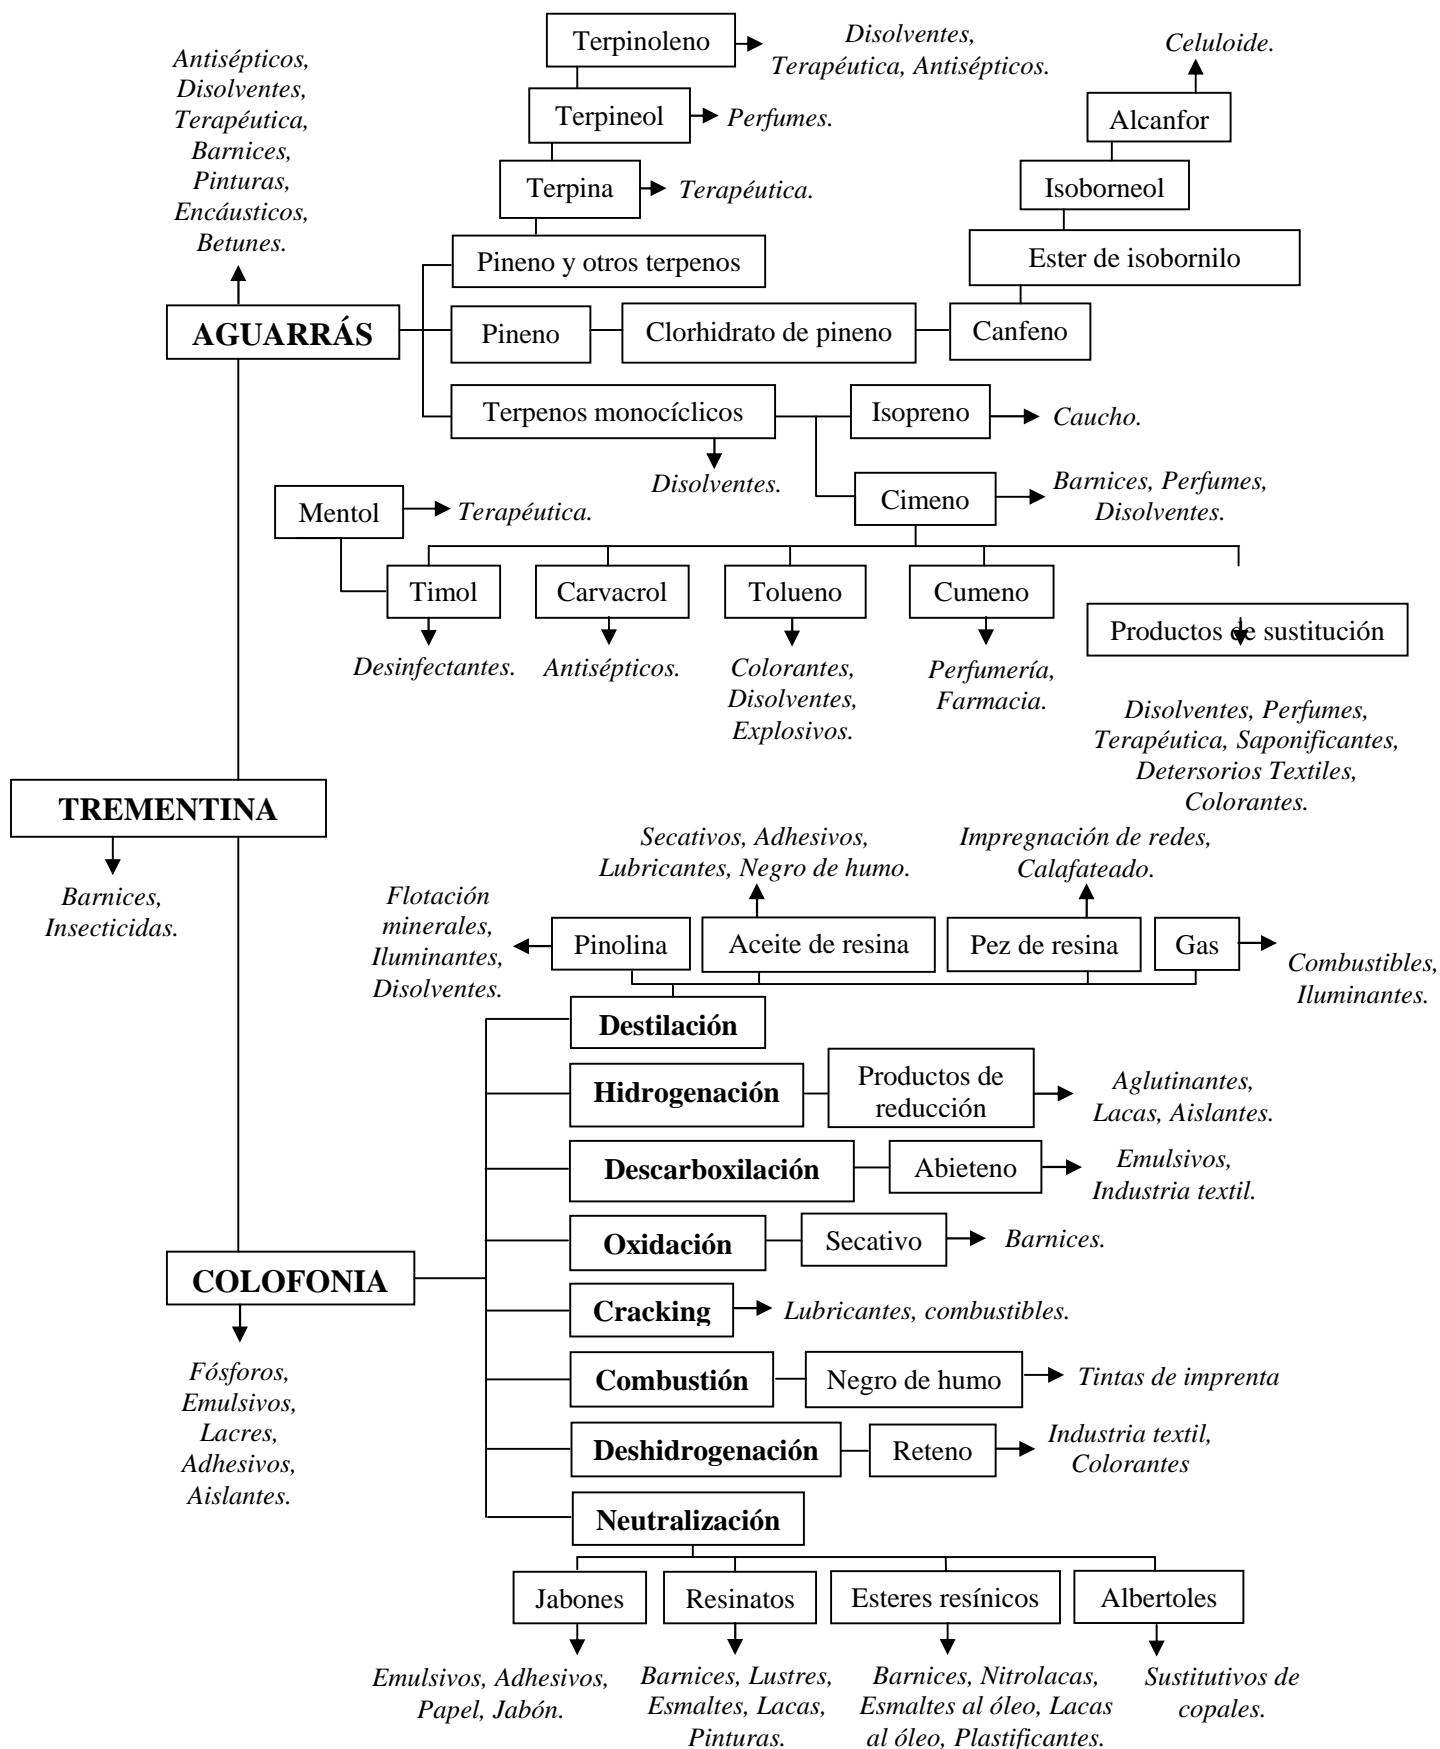 Terpinoleno
Disolventes,
Terapéutica, Antisépticos.
Celuloide.
Antisépticos,
Disolventes,
Terapéutica,
Barnices,
Pinturas,
Encáusticos,
Betunes.
Terpineol
Perfumes.
Alcanfor
Terpina
Terapéutica.
Isoborneol
Pineno y otros terpenos
Ester de isobornilo
AGUARRÁS
Pineno
Clorhidrato de pineno
Canfeno
Terpenos monocíclicos
Isopreno
Caucho.
Disolventes.
Cimeno
Barnices, Perfumes,
Disolventes.
Mentol
Terapéutica.
Timol
Carvacrol
Tolueno
Cumeno
Productos de sustitución
Desinfectantes.
Antisépticos.
Colorantes,
Disolventes,
Explosivos.
Perfumería,
Farmacia.
Disolventes, Perfumes,
Terapéutica, Saponificantes,
Detersorios Textiles,
Colorantes.
TREMENTINA
Barnices,
Insecticidas.
Secativos, Adhesivos,
Lubricantes, Negro de humo.
Impregnación de redes,
Calafateado.
Flotación
minerales,
Iluminantes,
Disolventes.
Pinolina
Aceite de resina
Pez de resina
Gas
Combustibles,
Iluminantes.
Destilación
Hidrogenación
Productos de
reducción
Aglutinantes,
Lacas, Aislantes.
Descarboxilación
Abieteno
Emulsivos,
Industria textil.
Oxidación
Secativo
Barnices.
COLOFONIA
Cracking
Lubricantes, combustibles.
Fósforos,
Emulsivos,
Lacres,
Adhesivos,
Aislantes.
Combustión
Negro de humo
Tintas de imprenta
Deshidrogenación
Reteno
Industria textil,
Colorantes
Neutralización
Jabones
Resinatos
Esteres resínicos
Albertoles
Emulsivos, Adhesivos,
Papel, Jabón.
Barnices, Lustres,
Esmaltes, Lacas,
Pinturas.
Barnices, Nitrolacas,
Esmaltes al óleo, Lacas
al óleo, Plastificantes.
Sustitutivos de
copales.